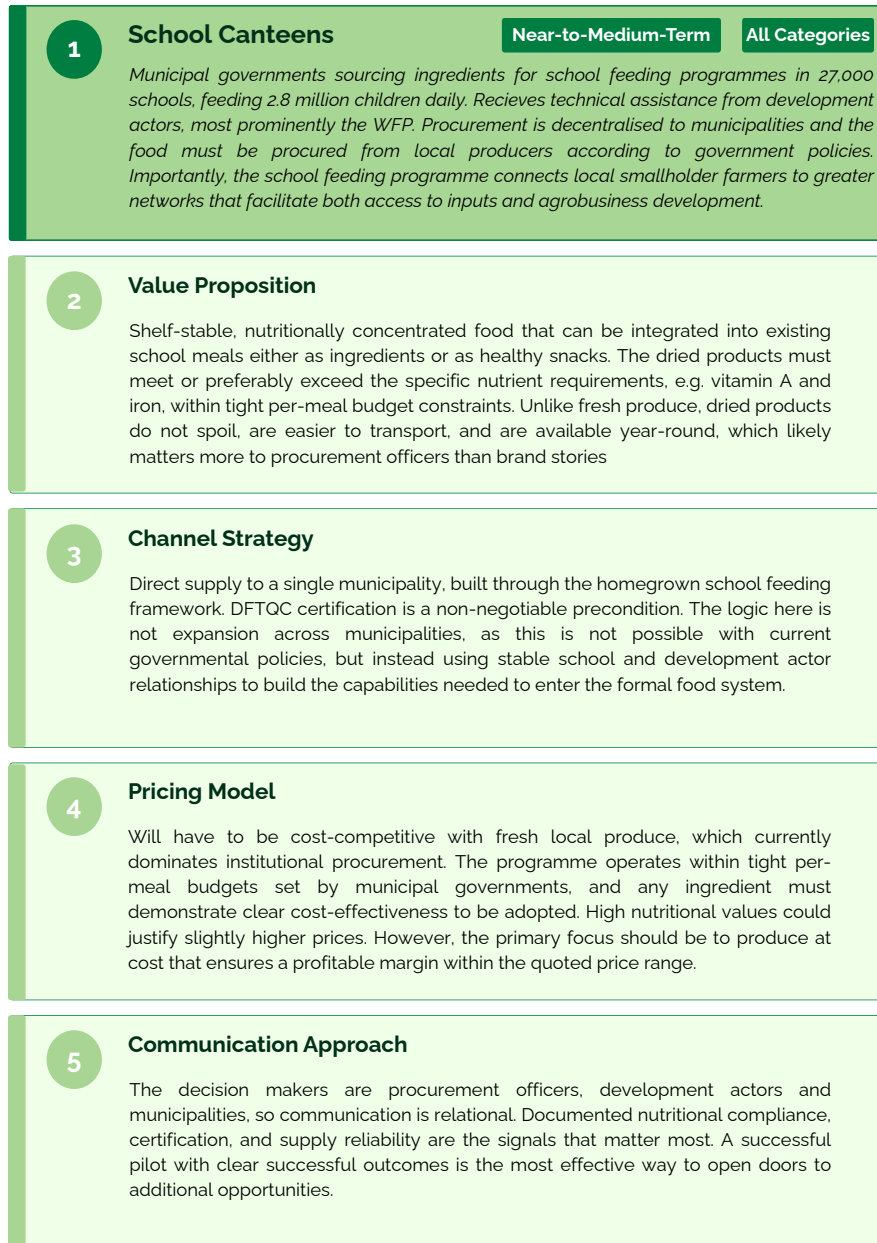 1
School Canteens
Near-to-Medium-Term
All Categories
Municipal governments sourcing ingredients for school feeding programmes in 27,000
schools, feeding 2.8 million children daily. Recieves technical assistance from development
actors, most prominently the WFP. Procurement is decentralised to municipalities and the
food must be procured from local producers according to government policies.
Importantly, the school feeding programme connects local smallholder farmers to greater
networks that facilitate both access to inputs and agrobusiness development.
2
Value Proposition
Shelf-stable, nutritionally concentrated food that can be integrated into existing
school meals either as ingredients or as healthy snacks. The dried products must
meet or preferably exceed the specific nutrient requirements, e.g. vitamin A and
iron, within tight per-meal budget constraints. Unlike fresh produce, dried products
do not spoil, are easier to transport, and are available year-round, which likely
matters more to procurement officers than brand stories
3
Channel Strategy
Direct supply to a single municipality, built through the homegrown school feeding
framework. DFTQC certification is a non-negotiable precondition. The logic here is
not expansion across municipalities, as this is not possible with current
governmental policies, but instead using stable school and development actor
relationships to build the capabilities needed to enter the formal food system.
4
Pricing Model
Will have to be cost-competitive with fresh local produce, which currently
dominates institutional procurement. The programme operates within tight per-
meal budgets set by municipal governments, and any ingredient must
demonstrate clear cost-effectiveness to be adopted. High nutritional values could
justify slightly higher prices. However, the primary focus should be to produce at
cost that ensures a profitable margin within the quoted price range.
5
Communication Approach
The decision makers are procurement officers, development actors and
municipalities, so communication is relational. Documented nutritional compliance,
certification, and supply reliability are the signals that matter most. A successful
pilot with clear successful outcomes is the most effective way to open doors to
additional opportunities.